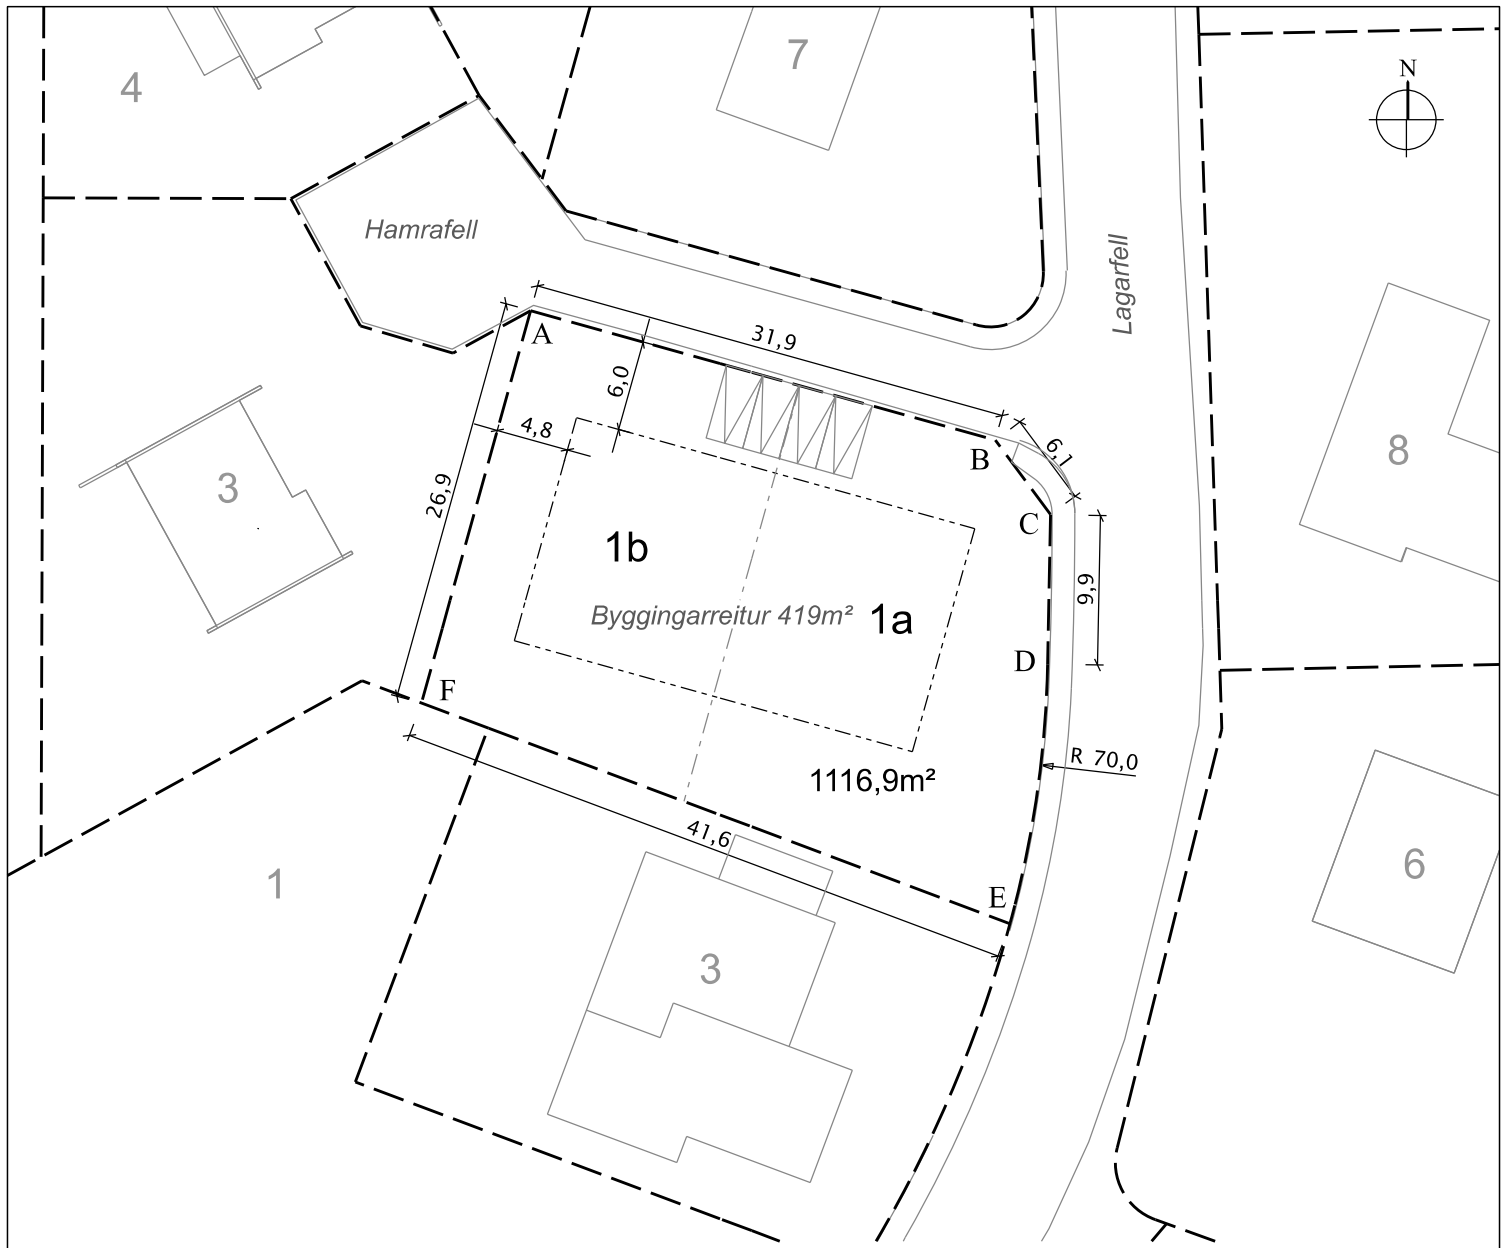 7
4
N
Hamrafell
Lagarfell
A
31,9
6,0
4,8
B
6,1
8
3
26,9
C
1b
9,9
Byggingarreitur 419m² 1a
D
F
R 70,0
1116,9m²
41,6
6
1
E
3